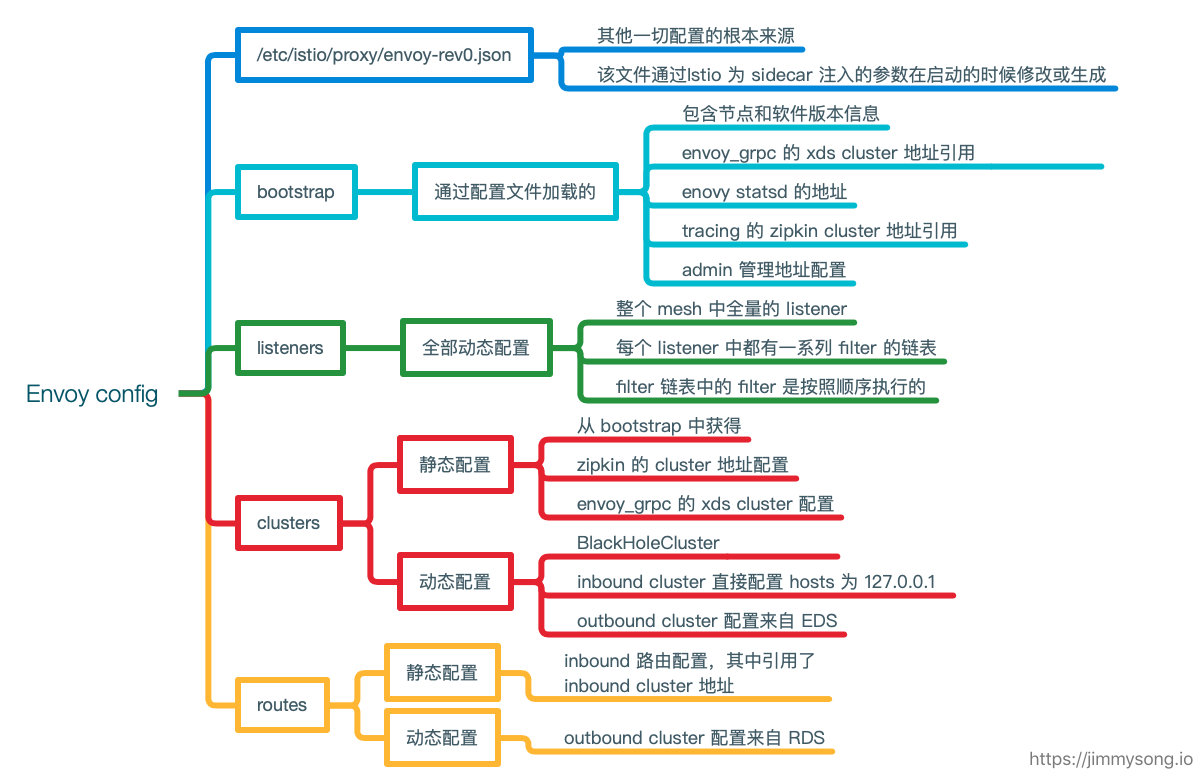 /etc/istio/proxy/envoy-rev0.json
其他一切配置的根本来源
该文件通过Istio 为 sidecar 注入的参数在启动的时候修改或生成
bootstrap
通过配置文件加载的
包含节点和软件版本信息
envoy_grpc 的 xds cluster 地址引用
enovy statsd 的地址
tracing 的 zipkin cluster 地址引用
admin 管理地址配置
listeners
全部动态配置
整个 mesh 中全量的 listener
每个 listener 中都有一系列 filter 的链表
filter 链表中的 filter 是按照顺序执行的
Envoy config
clusters
静态配置
从 bootstrap 中获得
zipkin 的 cluster 地址配置
envoy_grpc 的 xds cluster 配置
动态配置
BlackHoleCluster
inbound cluster 直接配置 hosts 为 127.0.0.1
outbound cluster 配置来自 EDS
routes
静态配置
inbound 路由配置，其中引用了
inbound cluster 地址
动态配置
outbound cluster 配置来自 RDS
https://jimmysong.io